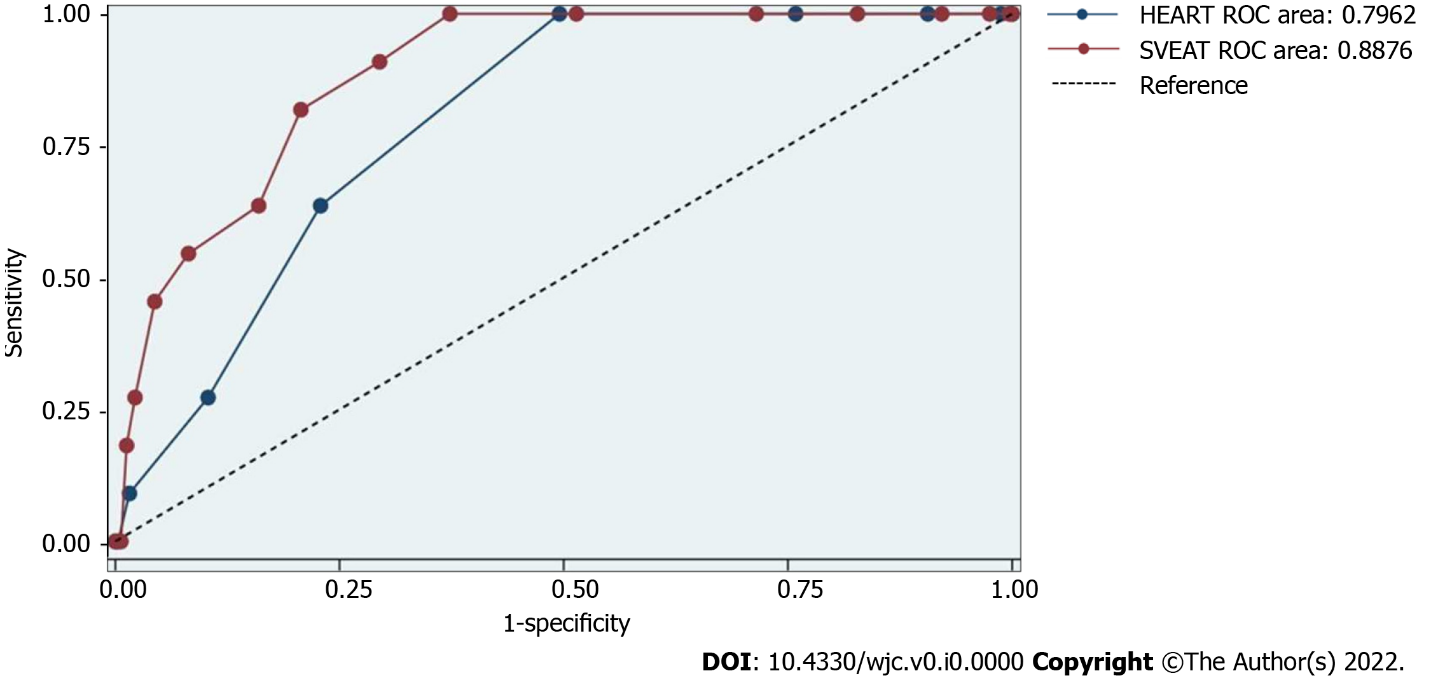 HEART ROC area: 0.7962
SVEAT ROC area: 0.8876
Reference
Sensitivity
1.00
0.75
0.50
0.25
0.00
0.00 0.25 0.50 0.75 1.00
1-specificity
DOI: 10.4330/wjc.v0.i0.0000 Copyright ©The Author(s) 2022.